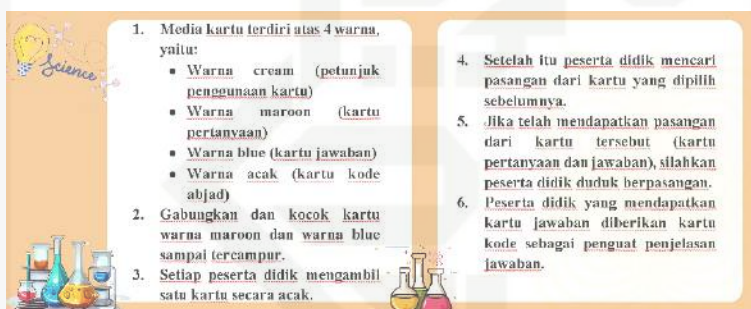 Science
1. Media kartu terdiri atas 4 warna,
yaitu:
• Warna cream (petunjuk
penggunaan kartu)
• Warna maroon (kartu
pertanyaan)
• Warna blue (kartu jawaban)
• Warna acak (kartu kode
abjad)
2. Gabungkan dan kocok kartu
warna maroon dan warna blue
sampai tercampur.
3. Setiap peserta didik mengambil
satu kartu secara acak.
4. Setelah itu peserta didik mencari
pasangan dari kartu yang dipilih
sebelumnya.
5. Jika telah mendapatkan pasangan
dari kartu tersebut (kartu
pertanyaan dan jawaban), silahkan
peserta didik duduk berpasangan.
6. Peserta didik yang mendapatkan
kartu jawaban diberikan kartu
kode sebagai penguat penjelasan
jawaban.